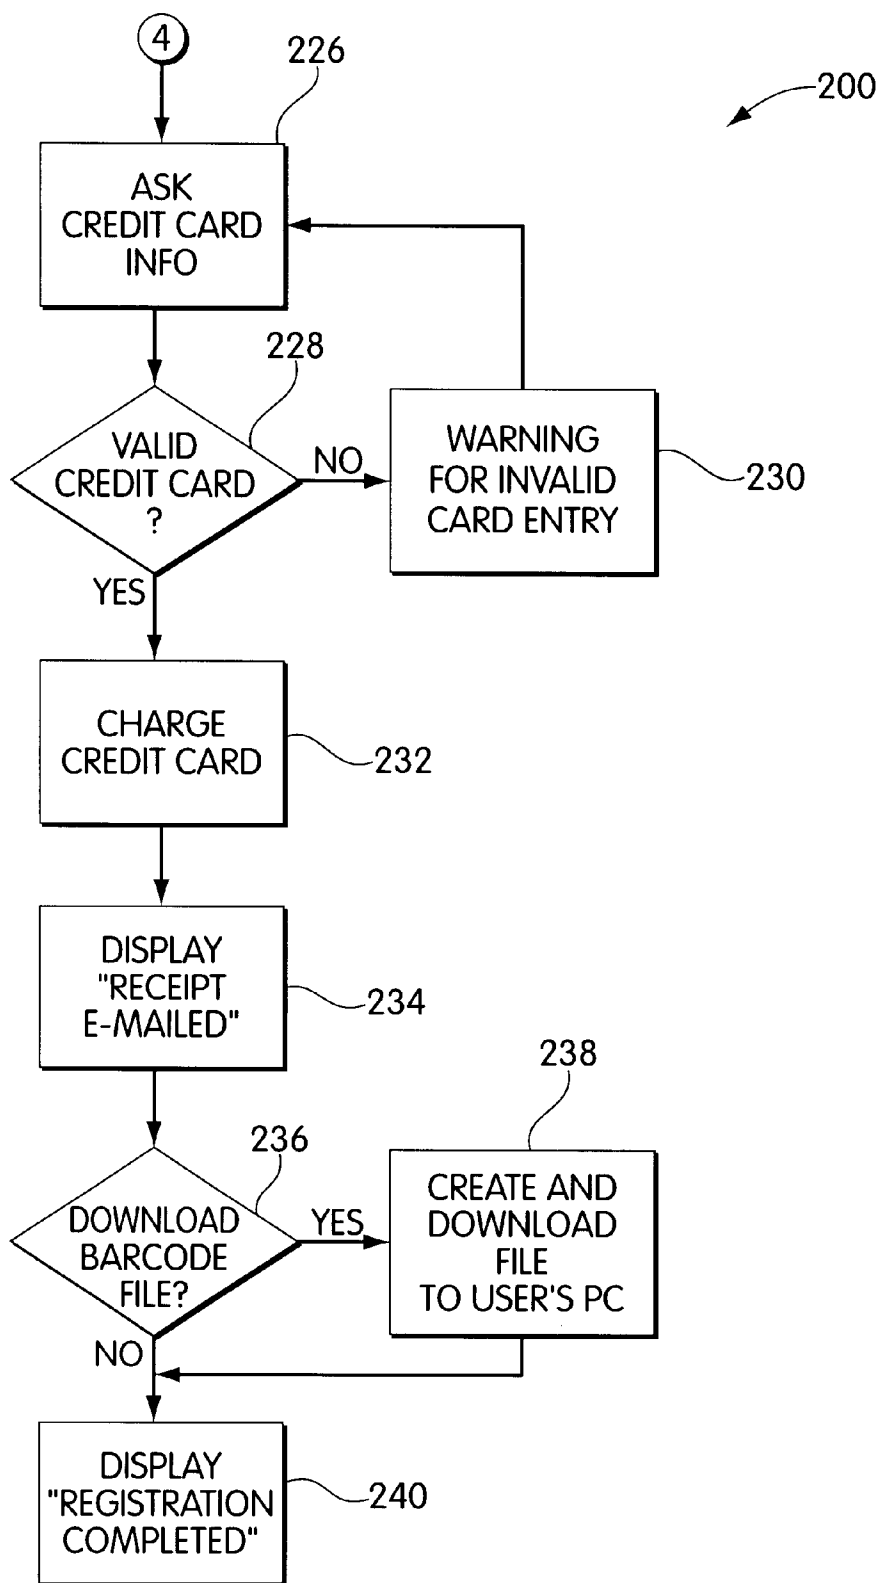 4
226
200
ASK
CREDIT CARD
INFO
228
VALID
CREDIT CARD
?
NO
WARNING
FOR INVALID
CARD ENTRY
230
YES
CHARGE
CREDIT CARD
232
DISPLAY
"RECEIPT
E-MAILED"
234
238
236
DOWNLOAD
BARCODE
FILE?
YES
CREATE AND
DOWNLOAD
FILE
TO USER'S PC
NO
DISPLAY
"REGISTRATION
COMPLETED"
240